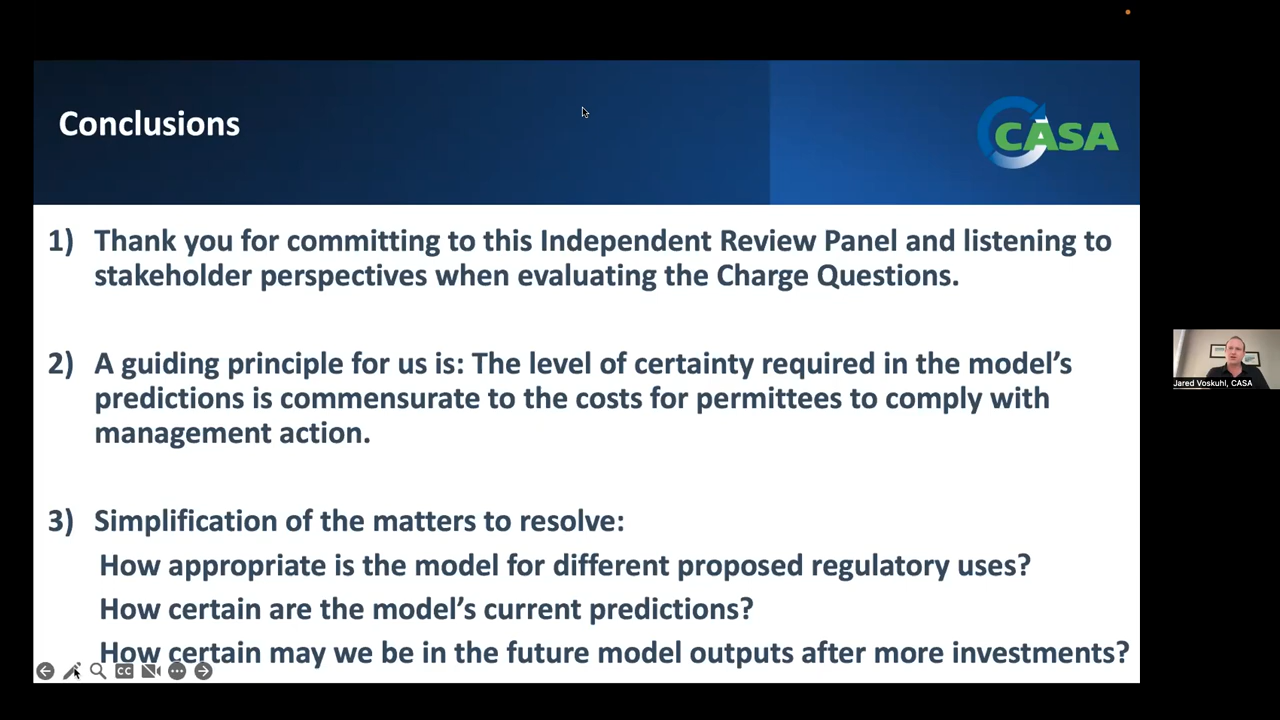 Conclusions
CASA
1) Thank you for committing to this Independent Review Panel and listening to
stakeholder perspectives when evaluating the Charge Questions.
2) A guiding principle for us is: The level of certainty required in the model’s
predictions is commensurate to the costs for permittees to comply with
management action.
3) Simplification of the matters to resolve:
How appropriate is the model for different proposed regulatory uses?
How certain are the model’s current predictions?
How certain may we be in the future model outputs after more investments?
CC
Jared Voskuhl, CASA